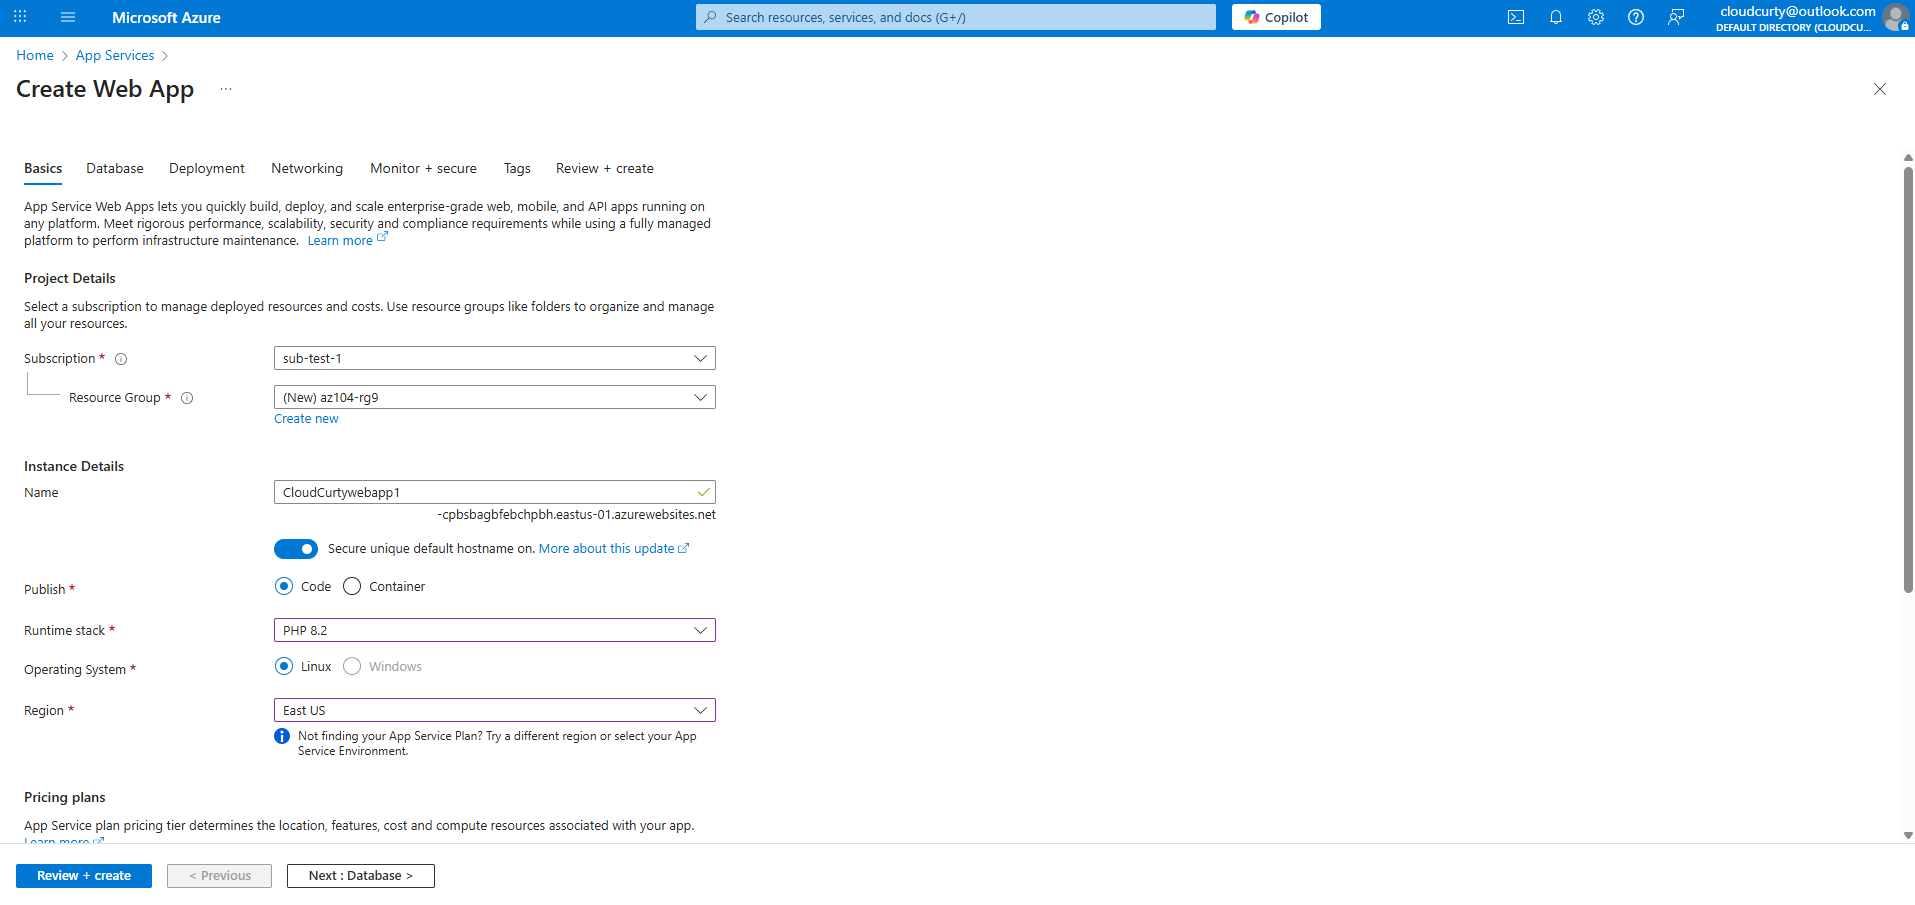 Microsoft Azure
Search resources, services, and docs (G+/)
Copilot
cloudcurty@outlook.com
DEFAULT DIRECTORY (CLOUDCU...
Home > App Services >
Create Web App ...
Basics Database Deployment Networking Monitor + secure Tags Review + create
App Service Web Apps lets you quickly build, deploy, and scale enterprise-grade web, mobile, and API apps running on
any platform. Meet rigorous performance, scalability, security and compliance requirements while using a fully managed
platform to perform infrastructure maintenance. Learn more
Project Details
Select a subscription to manage deployed resources and costs. Use resource groups like folders to organize and manage
all your resources.
Subscription *
sub-test-1
Resource Group *
(New) az104-rg9
Create new
Instance Details
Name
CloudCurtywebapp1
-cpbsbagbfebchpbh.eastus-01.azurewebsites.net
Secure unique default hostname on. More about this update
Publish *
Code Container
Runtime stack *
PHP 8.2
Operating System *
Linux Windows
Region *
East US
Not finding your App Service Plan? Try a different region or select your App
Service Environment.
Pricing plans
App Service plan pricing tier determines the location, features, cost and compute resources associated with your app.
Learn more
Review + create
< Previous
Next : Database >